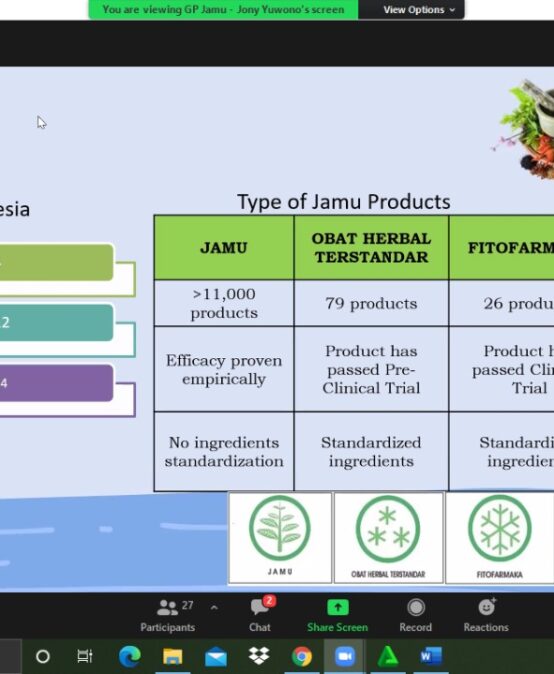 You are viewing GP Jamu - Jony Yuwono's screen
View Options
esia
2
4
Type of Jamu Products
JAMU
OBAT HERBAL
TERSTANDAR
FITOFARM
>11,000
products
79 products
26 produ
Efficacy proven
empirically
Product has
passed Pre-
Clinical Trial
Product h
passed Clin
Trial
No ingredients
standardization
Standardized
ingredients
Standardi
ingredien
JAMU
OBAT HERBAL TERSTANDAR
FITOFARMAKA
27
2
Participants
Chat
Share Screen
Record
Reactions